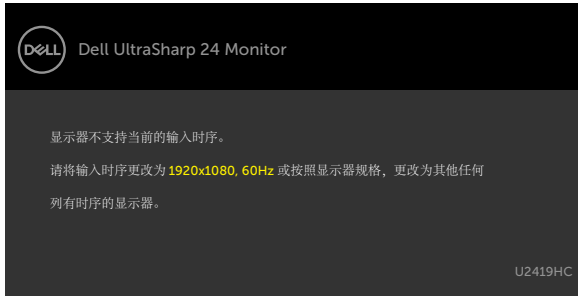 DELL
Dell UltraSharp 24 Monitor
显示器不支持当前的输入时序。
请将输入时序更改为 1920x1080, 60Hz 或按照显示器规格，更改为其他任何
列有时序的显示器。
U2419HC